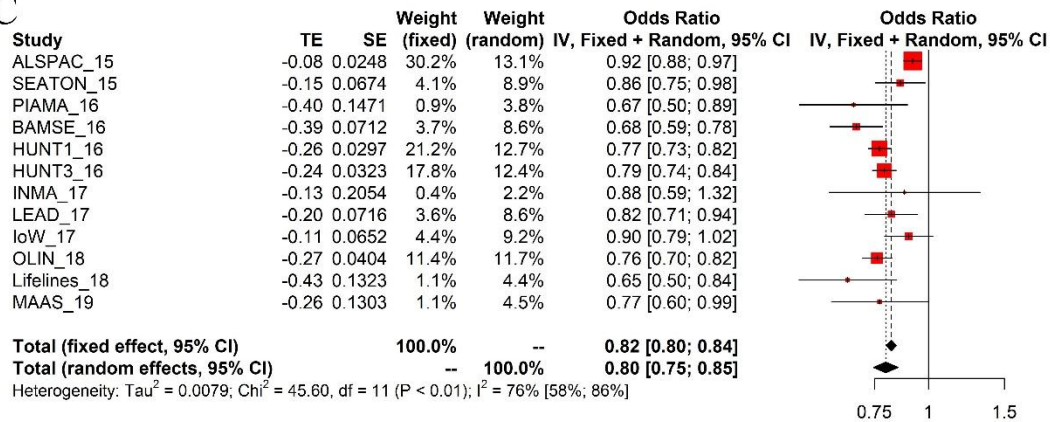 C
Weight Weight Odds Ratio Odds Ratio
Study TE SE (fixed) (random) IV, Fixed + Random, 95% CI IV, Fixed + Random, 95% CI
ALSPAC_15 -0.08 0.0248 30.2% 13.1% 0.92 [0.88; 0.97]
SEATON_15 -0.15 0.0674 4.1% 8.9% 0.86 [0.75; 0.98]
PIAMA_16 -0.40 0.1471 0.9% 3.8% 0.67 [0.50; 0.89]
BAMSE_16 -0.39 0.0712 3.7% 8.6% 0.68 [0.59; 0.78]
HUNT1_16 -0.26 0.0297 21.2% 12.7% 0.77 [0.73; 0.82]
HUNT3_16 -0.24 0.0323 17.8% 12.4% 0.79 [0.74; 0.84]
INMA_17 -0.13 0.2054 0.4% 2.2% 0.88 [0.59; 1.32]
LEAD_17 -0.20 0.0716 3.6% 8.6% 0.82 [0.71; 0.94]
IoW_17 -0.11 0.0652 4.4% 9.2% 0.90 [0.79; 1.02]
OLIN_18 -0.27 0.0404 11.4% 11.7% 0.76 [0.70; 0.82]
Lifelines_18 -0.43 0.1323 1.1% 4.4% 0.65 [0.50; 0.84]
MAAS_19 -0.26 0.1303 1.1% 4.5% 0.77 [0.60; 0.99]
Total (fixed effect, 95% CI) 100.0% -- 0.82 [0.80; 0.84]
Total (random effects, 95% CI) -- 100.0% 0.80 [0.75; 0.85]
Heterogeneity: Tau² = 0.0079; Chi² = 45.60, df = 11 (P < 0.01); I² = 76% [58%; 86%]
0.75 1 1.5